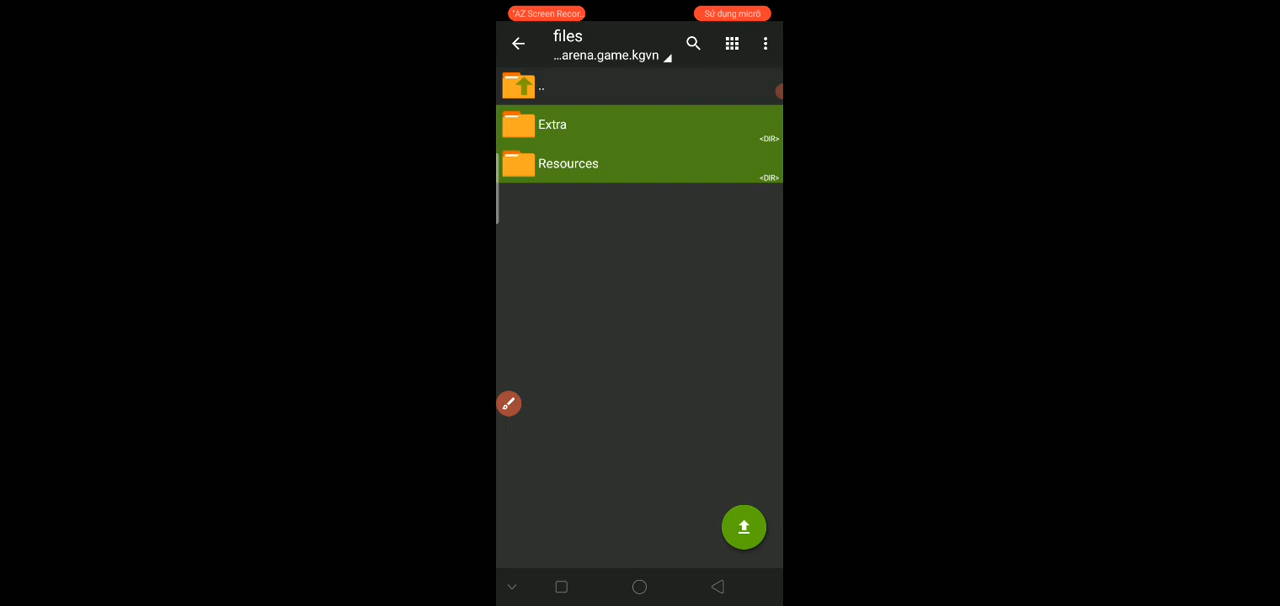 "AZ Screen Recor..
Sử dụng micrô
files
...arena.game.kgvn
..
Extra
<DIR>
Resources
<DIR>